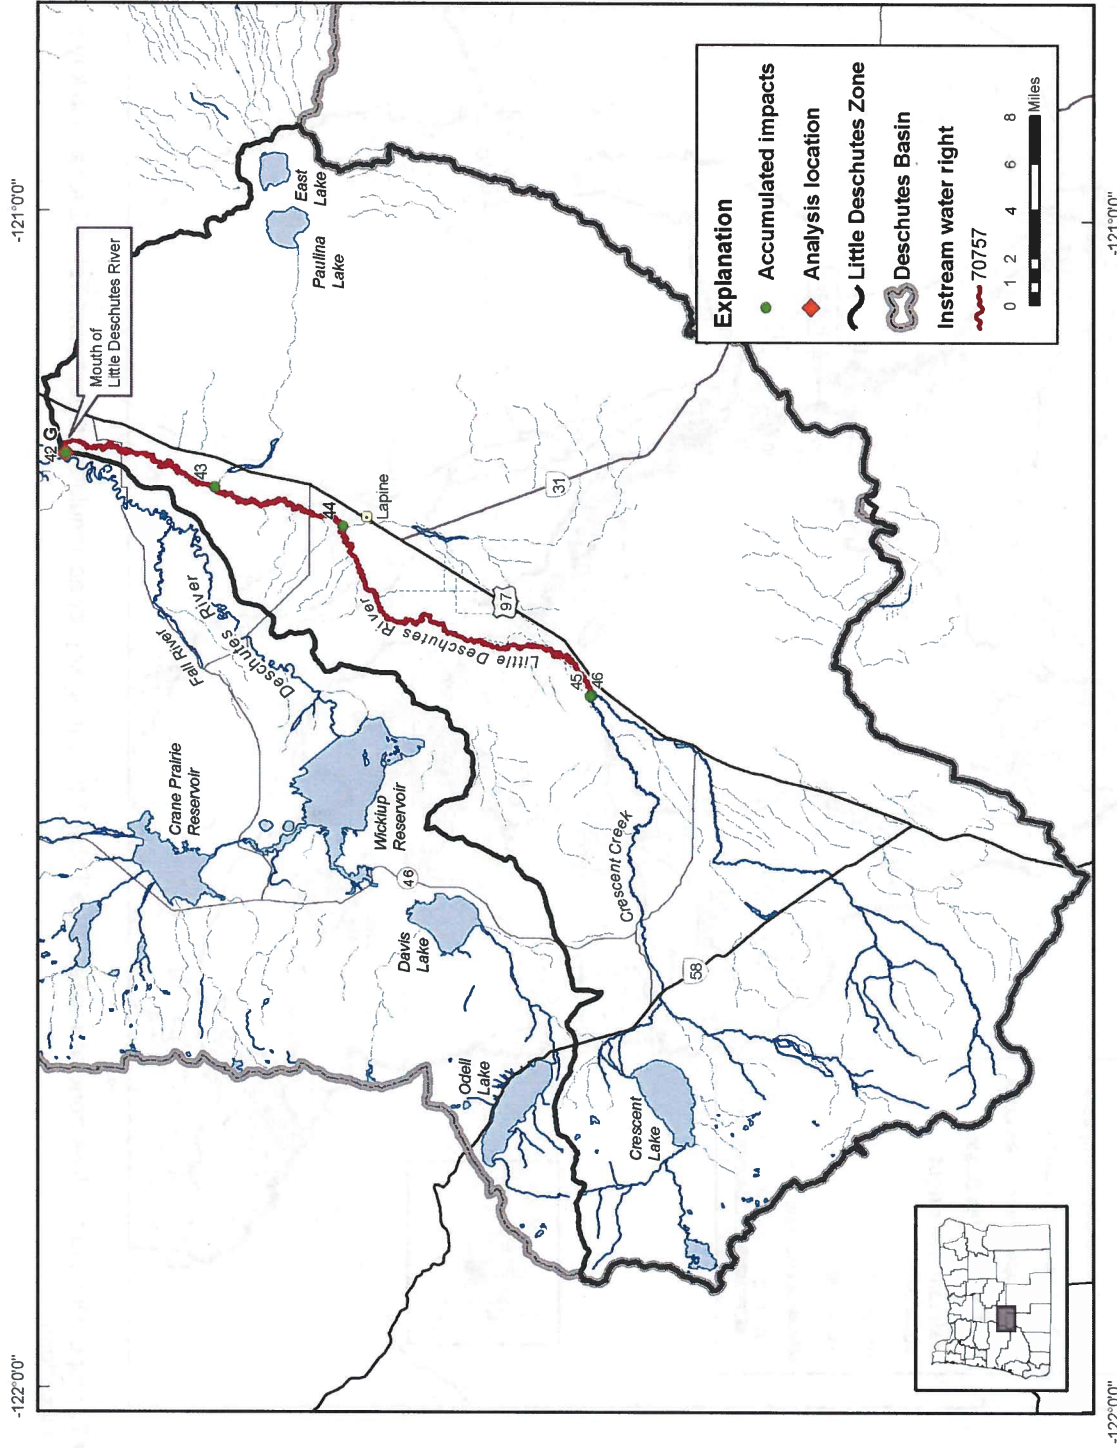 -122°0'0"
-121°0'0"
Mouth of
Little Deschutes River
42
G
43
44
45
46
Lapine
East
Lake
Paulina
Lake
Fall River
Deschutes River
Little Deschutes River
Crane Prairie
Reservoir
Wickiup
Reservoir
Davis
Lake
Odell
Lake
Crescent
Lake
Crescent Creek
46
58
97
31
Explanation
Accumulated impacts
Analysis location
Little Deschutes Zone
Deschutes Basin
Instream water right
70757
0 1 2 4 6 8
Miles
-122°0'0"
-121°0'0"